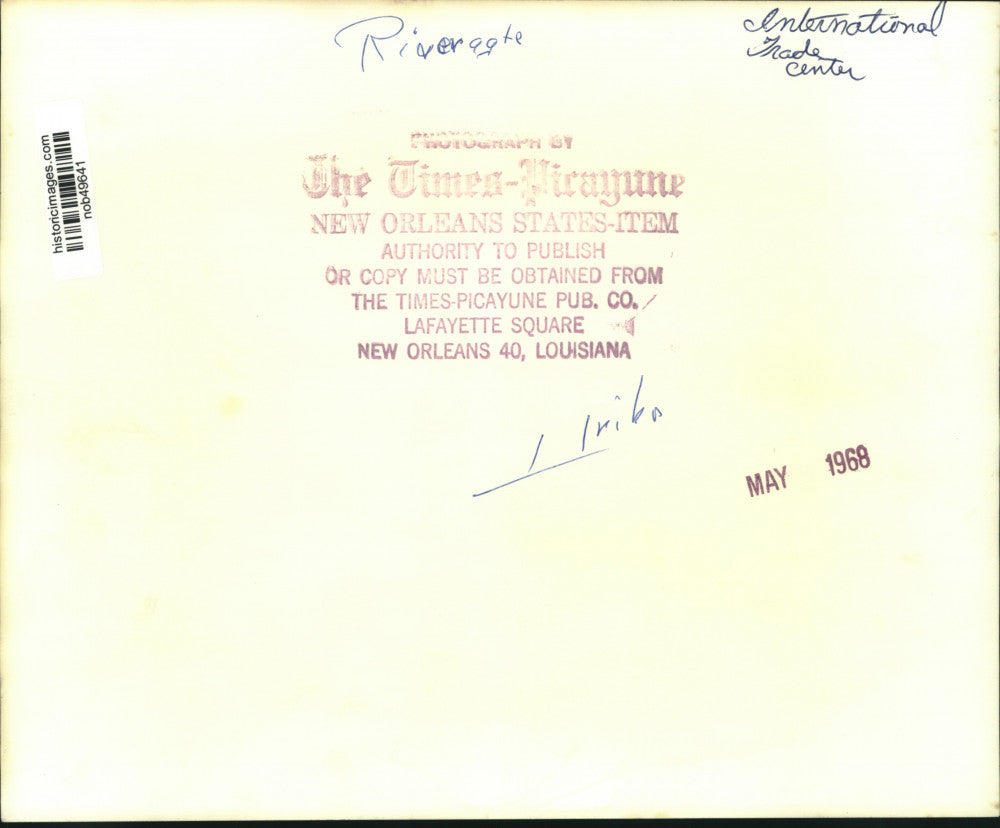 Rivergate
International
Trade
Center
historicimages.com
nob49641
PHOTOGRAPH BY
The Times-Picayune
NEW ORLEANS STATES-ITEM
AUTHORITY TO PUBLISH
OR COPY MUST BE OBTAINED FROM
THE TIMES-PICAYUNE PUB. CO.
LAFAYETTE SQUARE
NEW ORLEANS 40, LOUISIANA
MAY 1968